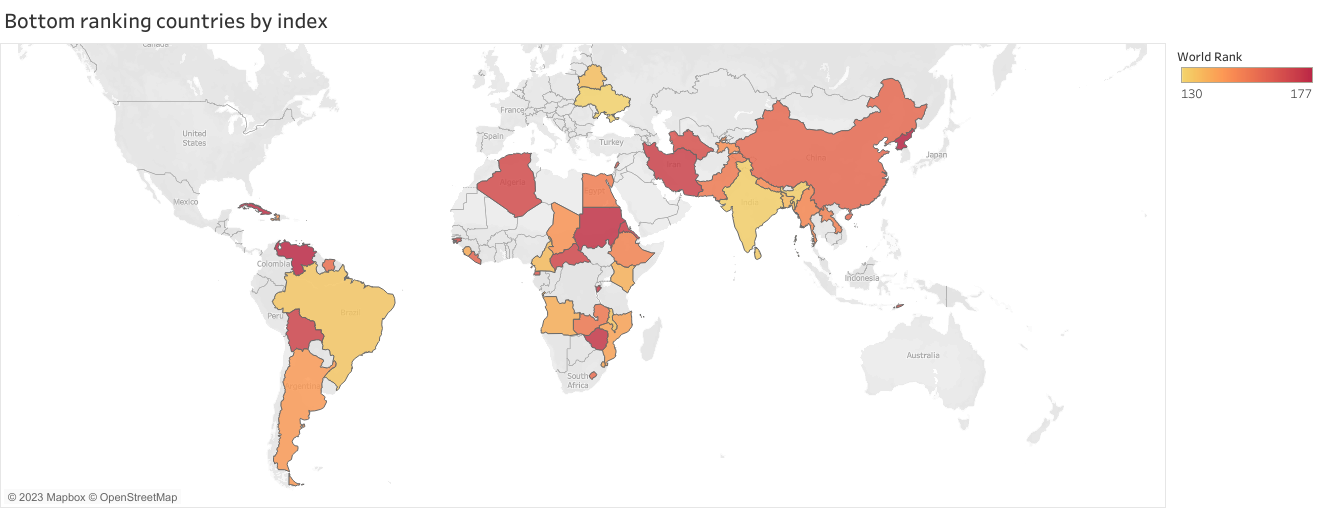 Bottom ranking countries by index
Canada
World Rank
130
177
France
United
States
Spain
Turkey
Iran
China
Japan
Algeria
Egypt
Mexico
India
Colombia
Indonesia
Brazil
Peru
Australia
South
Africa
Argentina
© 2023 Mapbox © OpenStreetMap